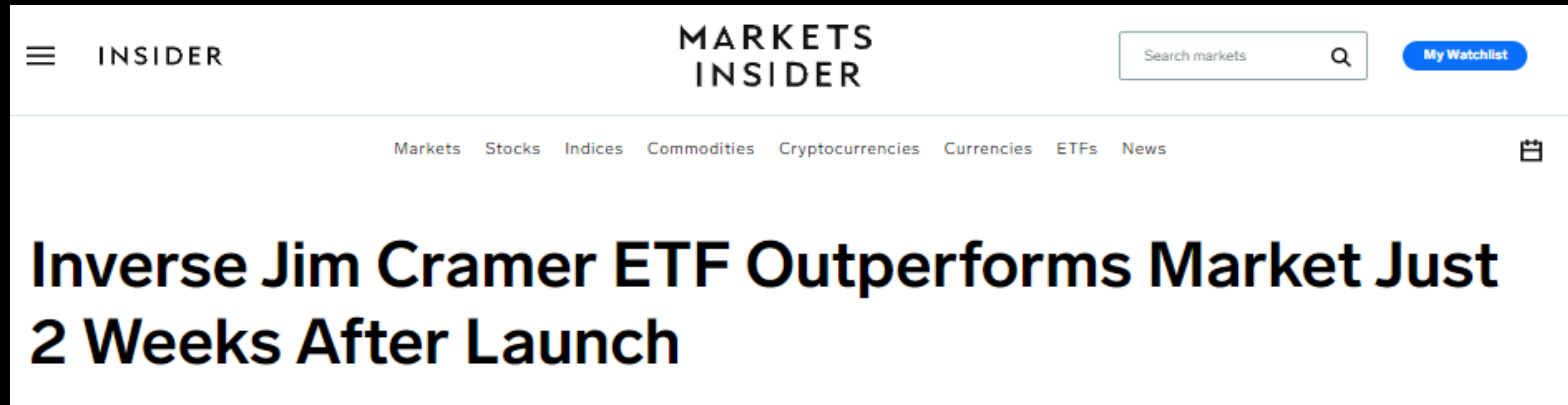 INSIDER
MARKETS
INSIDER
Search markets
My Watchlist
Markets Stocks Indices Commodities Cryptocurrencies Currencies ETFs News
Inverse Jim Cramer ETF Outperforms Market Just
2 Weeks After Launch